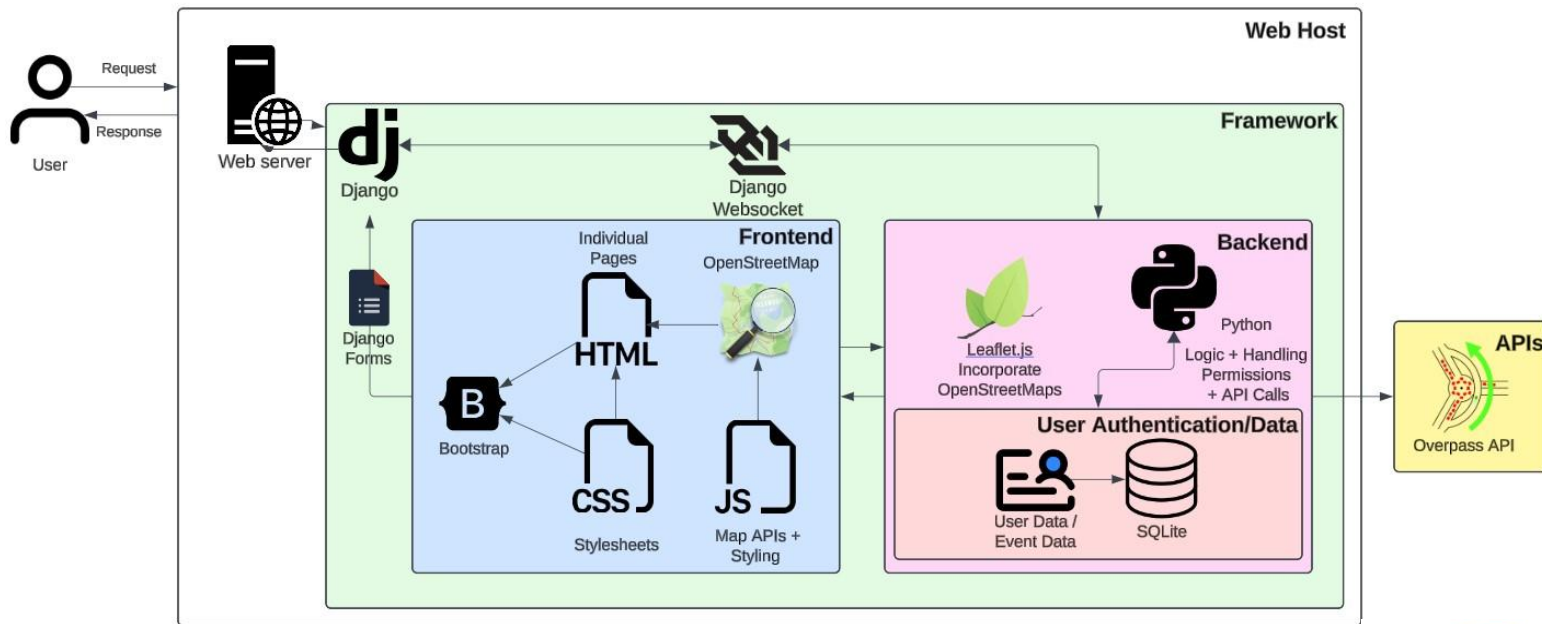 Web Host
Request
Response
User
Web server
Framework
dj
Django
Django
Websocket
Django
Forms
Frontend
Individual
Pages
OpenStreetMap
HTML
B
Bootstrap
CSS
Stylesheets
JS
Map APIs +
Styling
Backend
Leaflet.js
Incorporate
OpenStreetMaps
Python
Logic + Handling
Permissions
+ API Calls
User Authentication/Data
User Data /
Event Data
SQLite
APIs
Overpass API